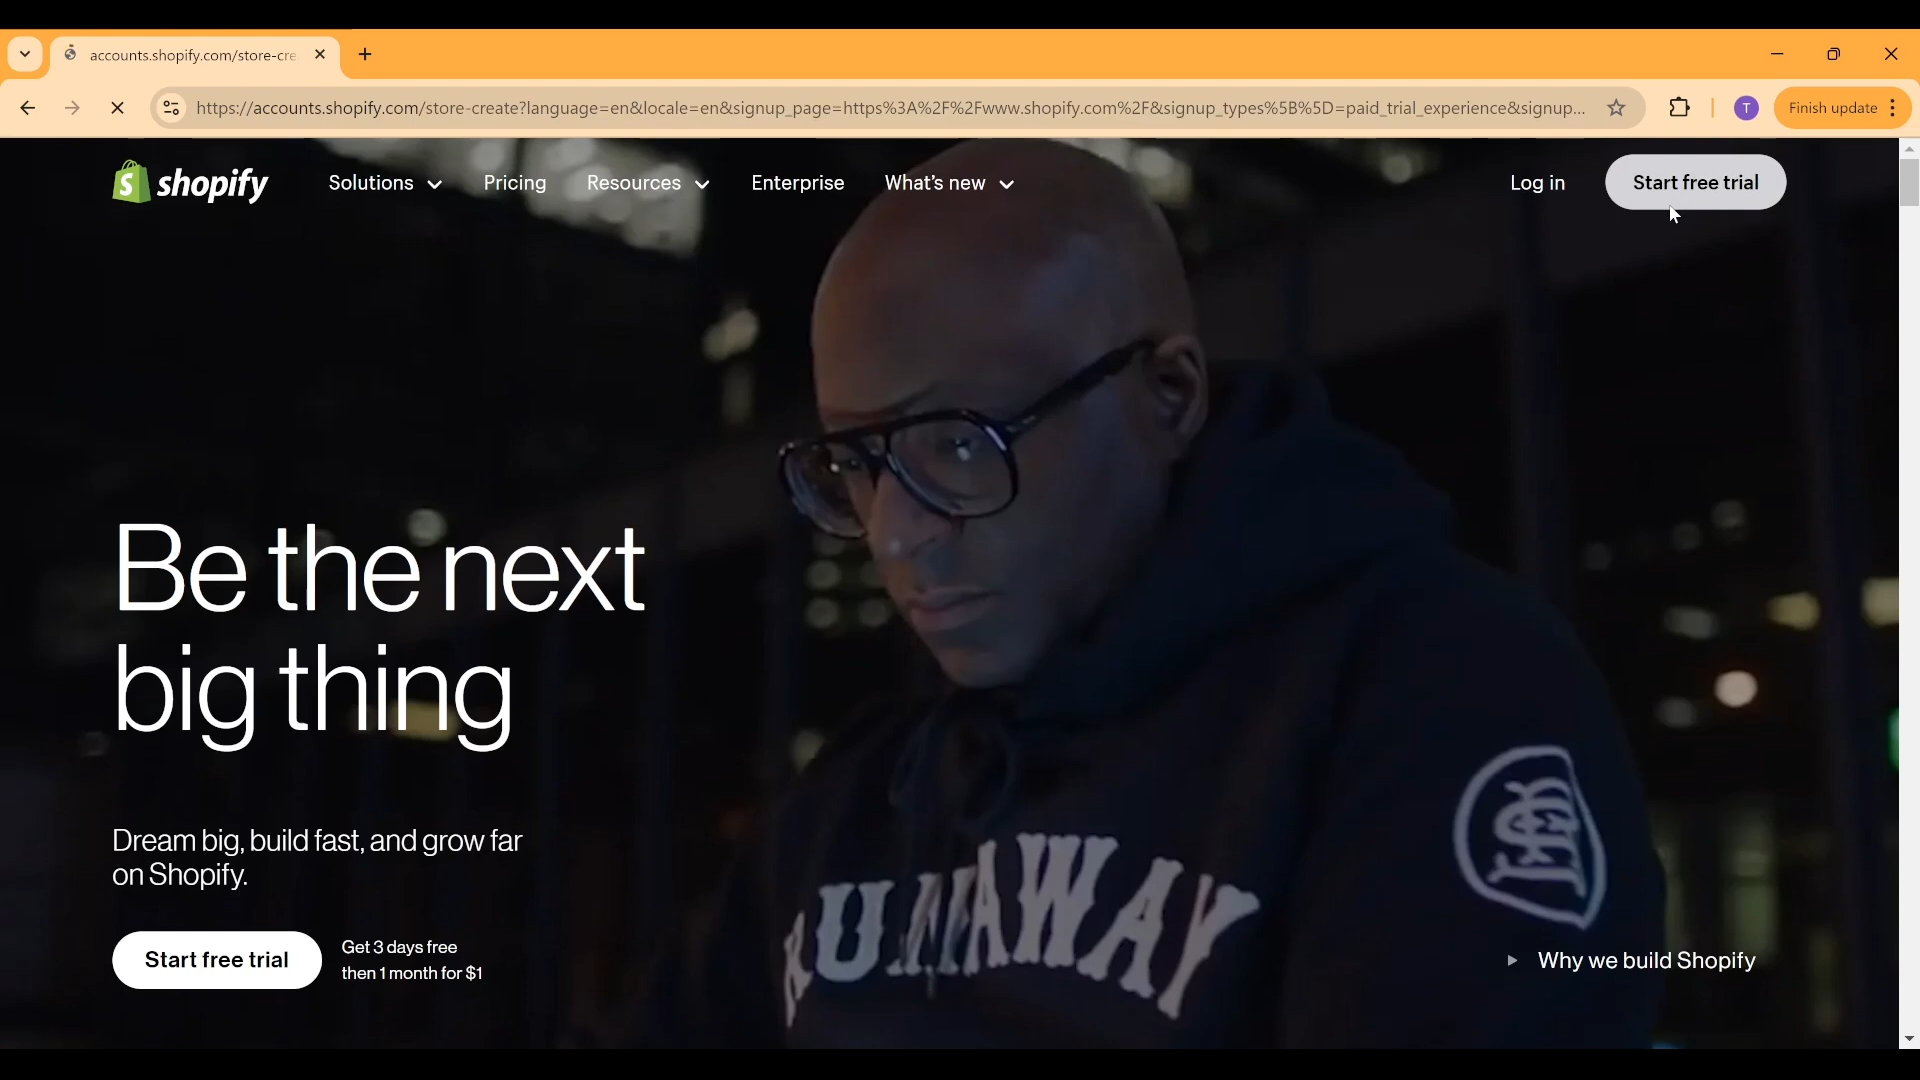 accounts.shopify.com/store-cre
https://accounts.shopify.com/store-create?language=en&locale=en&signup_page=https%3A%2F%2Fwww.shopify.com%2F&signup_types%5B%5D=paid_trial_experience&signup...
T
Finish update
shopify
Solutions
Pricing
Resources
Enterprise
What's new
Log in
Start free trial
Be the next
big thing
Dream big, build fast, and grow far
on Shopify.
RUNAWAY
Start free trial
Get 3 days free
then 1 month for $1
Why we build Shopify